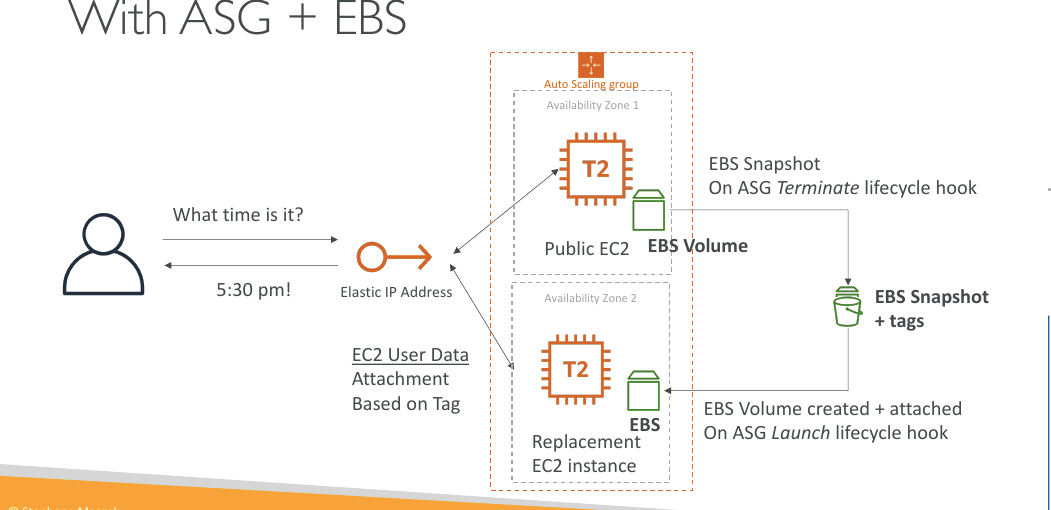 With ASG + EBS
Auto Scaling group
Availability Zone 1
T2
Public EC2
EBS Volume
EBS Snapshot
On ASG Terminate lifecycle hook
What time is it?
5:30 pm!
Elastic IP Address
EC2 User Data
Attachment
Based on Tag
EBS Snapshot
+ tags
Availability Zone 2
T2
EBS
Replacement
EC2 instance
EBS Volume created + attached
On ASG Launch lifecycle hook